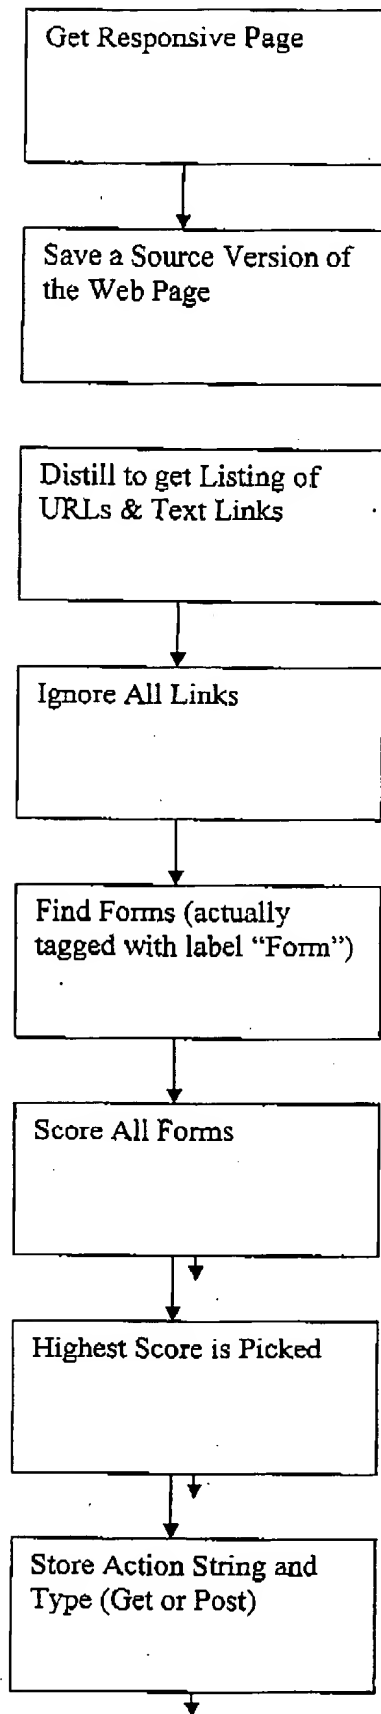 Get Responsive Page
Save a Source Version of
the Web Page
Distill to get Listing of
URLs & Text Links
Ignore All Links
Find Forms (actually
tagged with label “Form”)
Score All Forms
Highest Score is Picked
Store Action String and
Type (Get or Post)